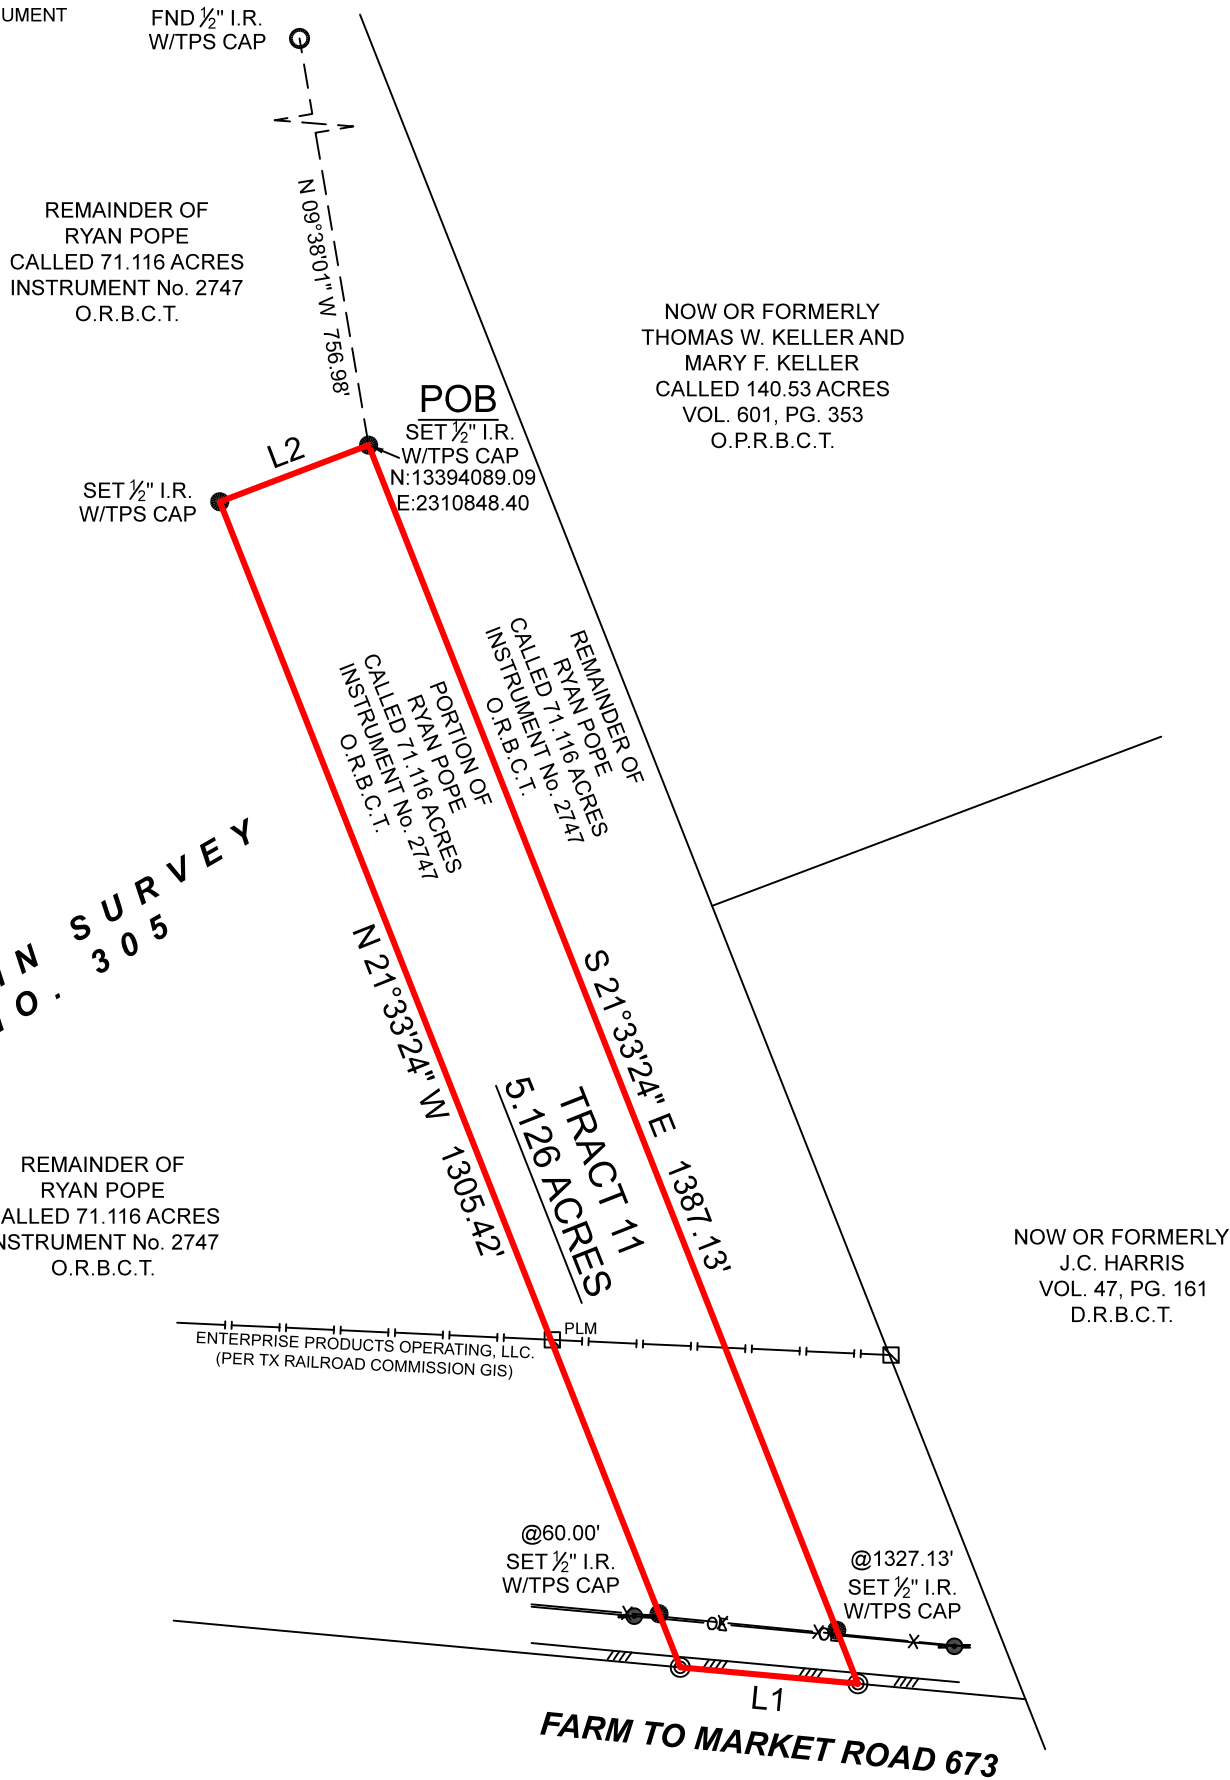 UMENT
FND ½" I.R.
W/TPS CAP
N 09°38'01" W 756.98'
REMAINDER OF
RYAN POPE
CALLED 71.116 ACRES
INSTRUMENT No. 2747
O.R.B.C.T.
NOW OR FORMERLY
THOMAS W. KELLER AND
MARY F. KELLER
CALLED 140.53 ACRES
VOL. 601, PG. 353
O.P.R.B.C.T.
POB
SET ½" I.R.
W/TPS CAP
N:13394089.09
E:2310848.40
L2
SET ½" I.R.
W/TPS CAP
REMAINDER OF
RYAN POPE
CALLED 71.116 ACRES
INSTRUMENT No. 2747
O.R.B.C.T.
PORTION OF
RYAN POPE
CALLED 71.116 ACRES
INSTRUMENT No. 2747
O.R.B.C.T.
IN SURVEY
NO. 305
N 21°33'24" W 1305.42'
S 21°33'24" E 1387.13'
TRACT 11
5.126 ACRES
REMAINDER OF
RYAN POPE
ALLED 71.116 ACRES
NSTRUMENT No. 2747
O.R.B.C.T.
NOW OR FORMERLY
J.C. HARRIS
VOL. 47, PG. 161
D.R.B.C.T.
PLM
ENTERPRISE PRODUCTS OPERATING, LLC.
(PER TX RAILROAD COMMISSION GIS)
@60.00'
SET ½" I.R.
W/TPS CAP
@1327.13'
SET ½" I.R.
W/TPS CAP
L1
FARM TO MARKET ROAD 673